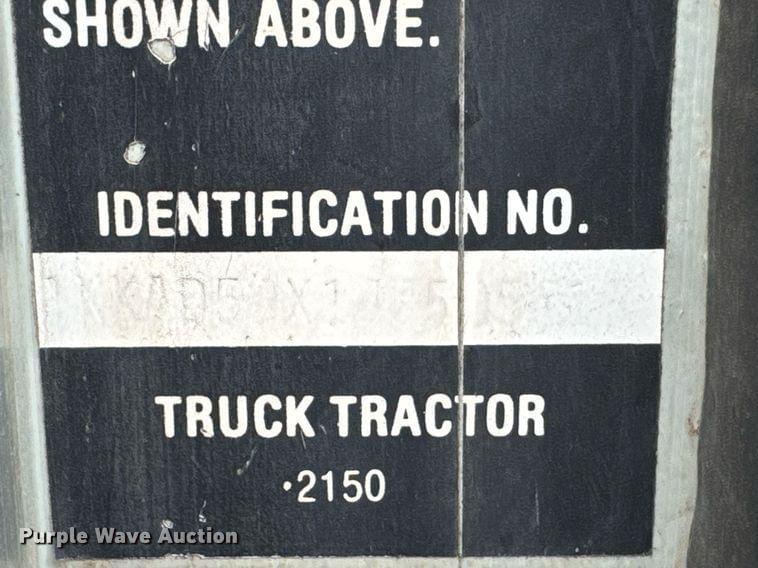 SHOWN ABOVE.
IDENTIFICATION NO.
TRUCK TRACTOR
·2150
Purple Wave Auction